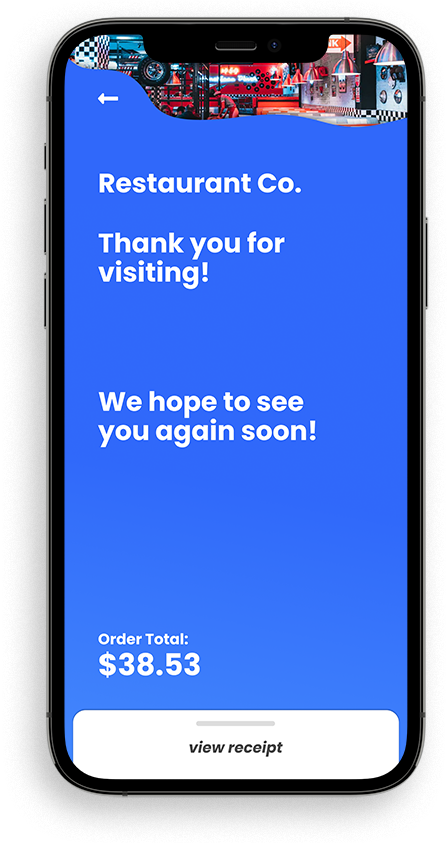 Restaurant Co.
Thank you for
visiting!
We hope to see
you again soon!
Order Total:
$38.53
view receipt